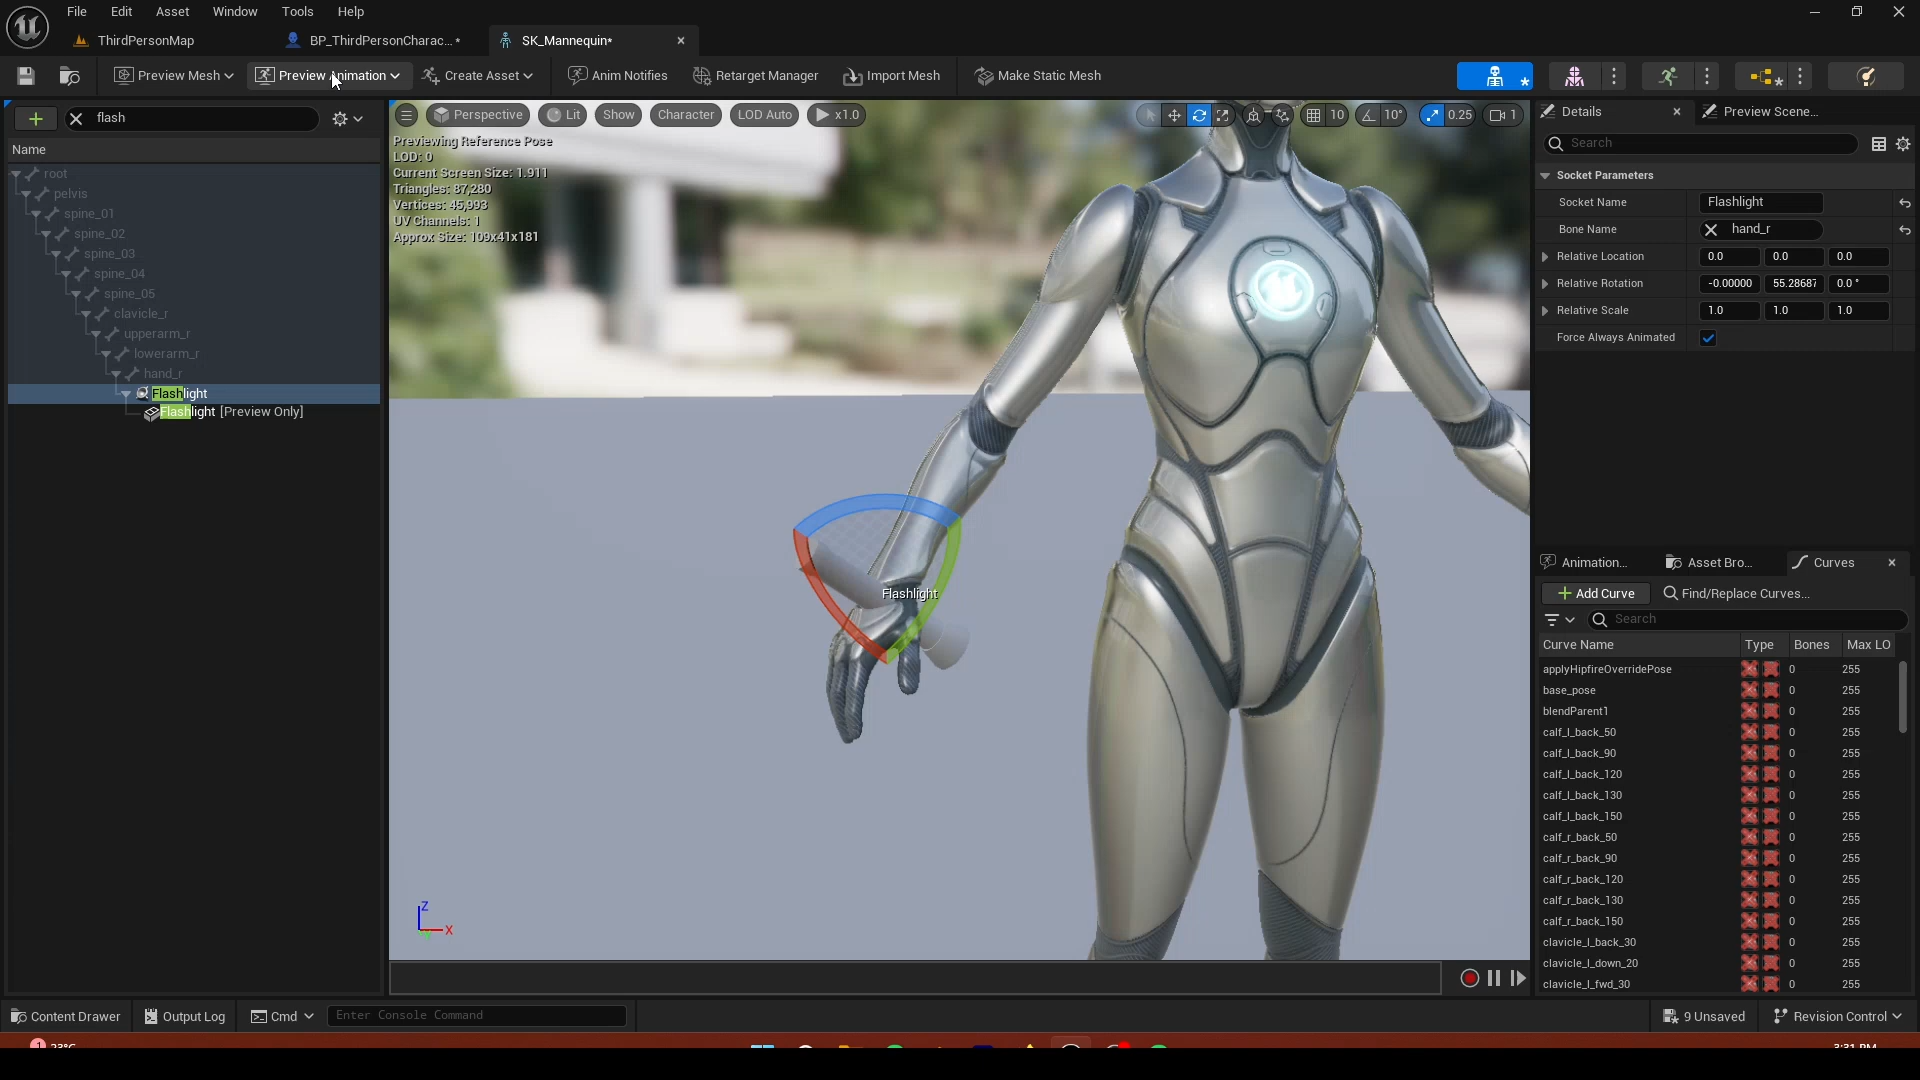 File Edit Asset Window Tools Help
ThirdPersonMap BP_ThirdPersonCharac...* SK_Mannequin*
Preview Mesh Preview Animation Create Asset Anim Notifies Retarget Manager Import Mesh Make Static Mesh
flash
Name
root
pelvis
spine_01
spine_02
spine_03
spine_04
spine_05
clavicle_r
upperarm_r
lowerarm_r
hand_r
Flashlight
Flashlight [Preview Only]
Perspective Lit Show Character LOD Auto x1.0 10 10° 0.25 1
Previewing Reference Pose
LOD: 0
Current Screen Size: 1.911
Triangles: 87,280
Vertices: 45,993
UV Channels: 1
Approx Size: 109x41x181
Flashlight
Z
X
Details Preview Scene...
Search
Socket Parameters
Socket Name Flashlight
Bone Name hand_r
Relative Location 0.0 0.0 0.0
Relative Rotation -0.00000 55.28687 0.0 °
Relative Scale 1.0 1.0 1.0
Force Always Animated
Animation... Asset Bro... Curves
Add Curve Find/Replace Curves...
Search
Curve Name Type Bones Max LO
applyHipfireOverridePose 0 255
base_pose 0 255
blendParent1 0 255
calf_l_back_50 0 255
calf_l_back_90 0 255
calf_l_back_120 0 255
calf_l_back_130 0 255
calf_l_back_150 0 255
calf_r_back_50 0 255
calf_r_back_90 0 255
calf_r_back_120 0 255
calf_r_back_130 0 255
calf_r_back_150 0 255
clavicle_l_back_30 0 255
clavicle_l_down_20 0 255
clavicle_l_fwd_30 0 255
Content Drawer Output Log Cmd Enter Console Command 9 Unsaved Revision Control